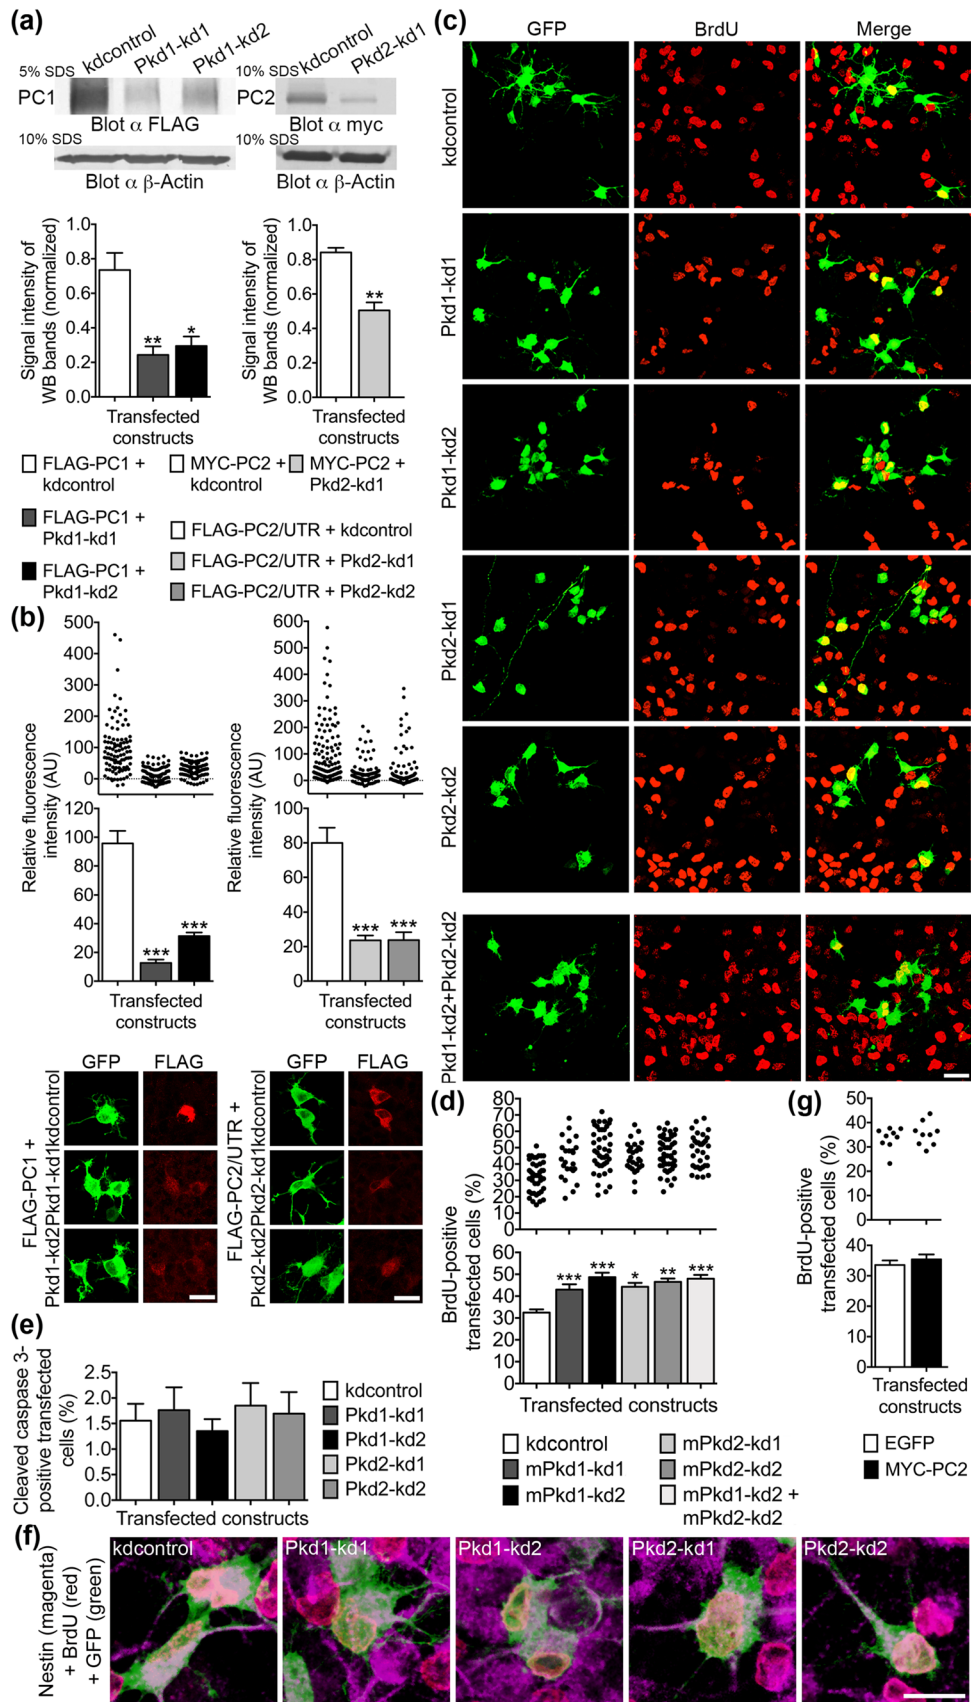 (a)
kdcontrol
Pkd1-kd1
Pkd1-kd2
5% SDS
PC1
Blot α FLAG
10% SDS
Blot α β-Actin
kdcontrol
Pkd2-kd1
10% SDS
PC2
Blot α myc
10% SDS
Blot α β-Actin
Signal intensity of
WB bands (normalized)
1.0
0.8
0.6
0.4
0.2
0.0
**
*
Transfected
constructs
Signal intensity of
WB bands (normalized)
1.0
0.8
0.6
0.4
0.2
0.0
**
Transfected
constructs
FLAG-PC1 +
kdcontrol
FLAG-PC1 +
Pkd1-kd1
FLAG-PC1 +
Pkd1-kd2
MYC-PC2 +
kdcontrol
MYC-PC2 +
Pkd2-kd1
FLAG-PC2/UTR + kdcontrol
FLAG-PC2/UTR + Pkd2-kd1
FLAG-PC2/UTR + Pkd2-kd2
(b)
Relative fluorescence
intensity (AU)
500
400
300
200
100
0
120
100
80
60
40
20
0
***
***
Transfected
constructs
Relative fluorescence
intensity (AU)
600
500
400
300
200
100
0
80
60
40
20
0
***
***
Transfected
constructs
GFP
FLAG
FLAG-PC1 +
kdcontrol
Pkd1-kd1
Pkd1-kd2
GFP
FLAG
FLAG-PC2/UTR +
kdcontrol
Pkd2-kd1
Pkd2-kd2
(c)
GFP
BrdU
Merge
kdcontrol
Pkd1-kd1
Pkd1-kd2
Pkd2-kd1
Pkd2-kd2
Pkd1-kd2+Pkd2-kd2
(d)
BrdU-positive
transfected cells (%)
80
70
60
50
40
30
20
10
0
60
50
40
30
20
10
0
***
***
*
**
***
Transfected constructs
kdcontrol
mPkd1-kd1
mPkd1-kd2
mPkd2-kd1
mPkd2-kd2
mPkd1-kd2 +
mPkd2-kd2
(g)
BrdU-positive
transfected cells (%)
50
40
30
20
10
0
40
30
20
10
0
Transfected
constructs
EGFP
MYC-PC2
(e)
Cleaved caspase 3-
positive transfected
cells (%)
2.5
2.0
1.5
1.0
0.5
0.0
Transfected constructs
kdcontrol
Pkd1-kd1
Pkd1-kd2
Pkd2-kd1
Pkd2-kd2
(f)
Nestin (magenta)
+ BrdU (red)
+ GFP (green)
kdcontrol
Pkd1-kd1
Pkd1-kd2
Pkd2-kd1
Pkd2-kd2